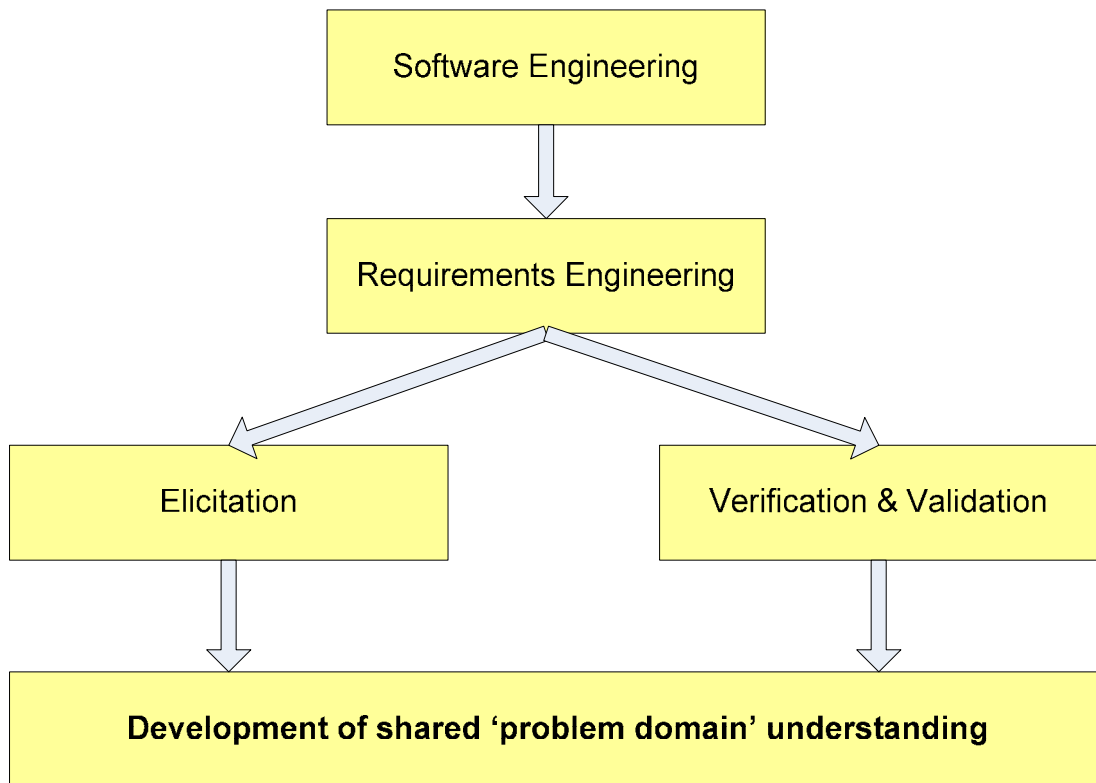 Software Engineering
Requirements Engineering
Elicitation
Verification & Validation
Development of shared ‘problem domain’ understanding